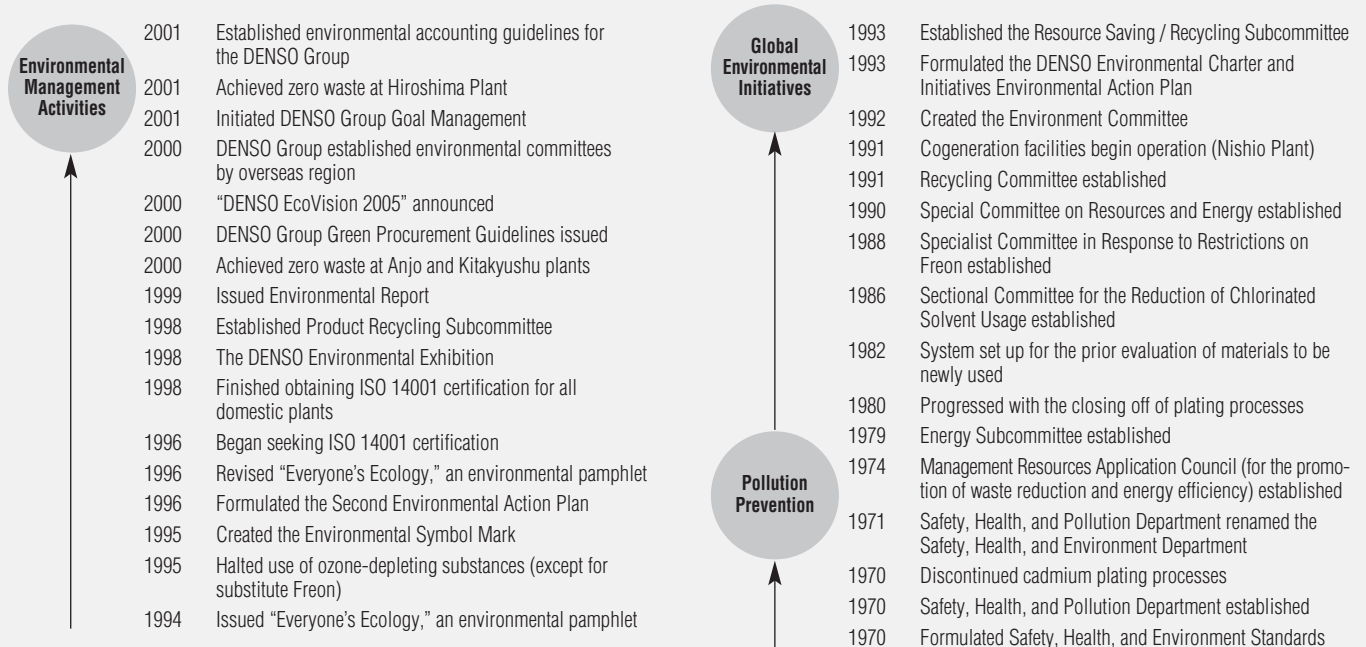 Environmental
Management
Activities
2001 Established environmental accounting guidelines for
the DENSO Group
2001 Achieved zero waste at Hiroshima Plant
2001 Initiated DENSO Group Goal Management
2000 DENSO Group established environmental committees
by overseas region
2000 “DENSO EcoVision 2005” announced
2000 DENSO Group Green Procurement Guidelines issued
2000 Achieved zero waste at Anjo and Kitakyushu plants
1999 Issued Environmental Report
1998 Established Product Recycling Subcommittee
1998 The DENSO Environmental Exhibition
1998 Finished obtaining ISO 14001 certification for all
domestic plants
1996 Began seeking ISO 14001 certification
1996 Revised “Everyone’s Ecology,” an environmental pamphlet
1996 Formulated the Second Environmental Action Plan
1995 Created the Environmental Symbol Mark
1995 Halted use of ozone-depleting substances (except for
substitute Freon)
1994 Issued “Everyone’s Ecology,” an environmental pamphlet
Global
Environmental
Initiatives
1993 Established the Resource Saving / Recycling Subcommittee
1993 Formulated the DENSO Environmental Charter and
Initiatives Environmental Action Plan
1992 Created the Environment Committee
1991 Cogeneration facilities begin operation (Nishio Plant)
1991 Recycling Committee established
1990 Special Committee on Resources and Energy established
1988 Specialist Committee in Response to Restrictions on
Freon established
1986 Sectional Committee for the Reduction of Chlorinated
Solvent Usage established
1982 System set up for the prior evaluation of materials to be
newly used
1980 Progressed with the closing off of plating processes
1979 Energy Subcommittee established
Pollution
Prevention
1974 Management Resources Application Council (for the promo-
tion of waste reduction and energy efficiency) established
1971 Safety, Health, and Pollution Department renamed the
Safety, Health, and Environment Department
1970 Discontinued cadmium plating processes
1970 Safety, Health, and Pollution Department established
1970 Formulated Safety, Health, and Environment Standards